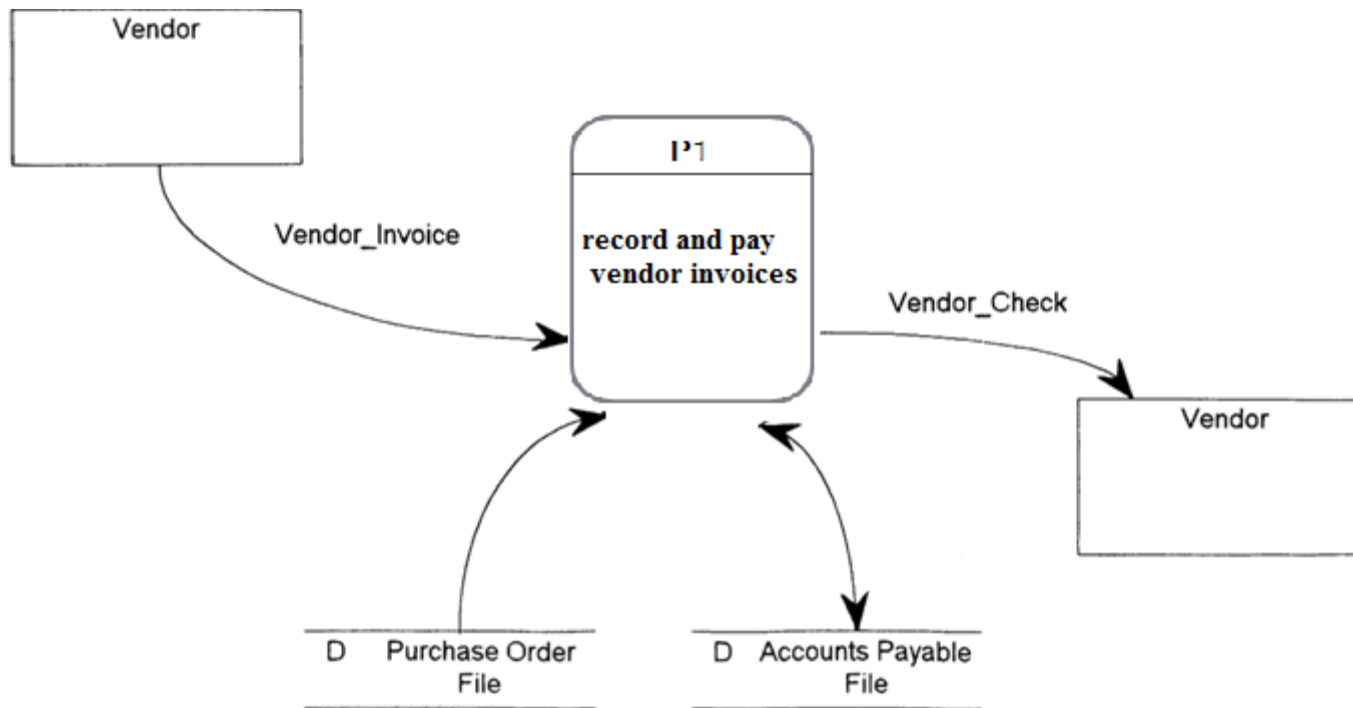 Vendor
P1
record and pay
vendor invoices
Vendor_Invoice
Vendor_Check
Vendor
D Purchase Order
File
D Accounts Payable
File